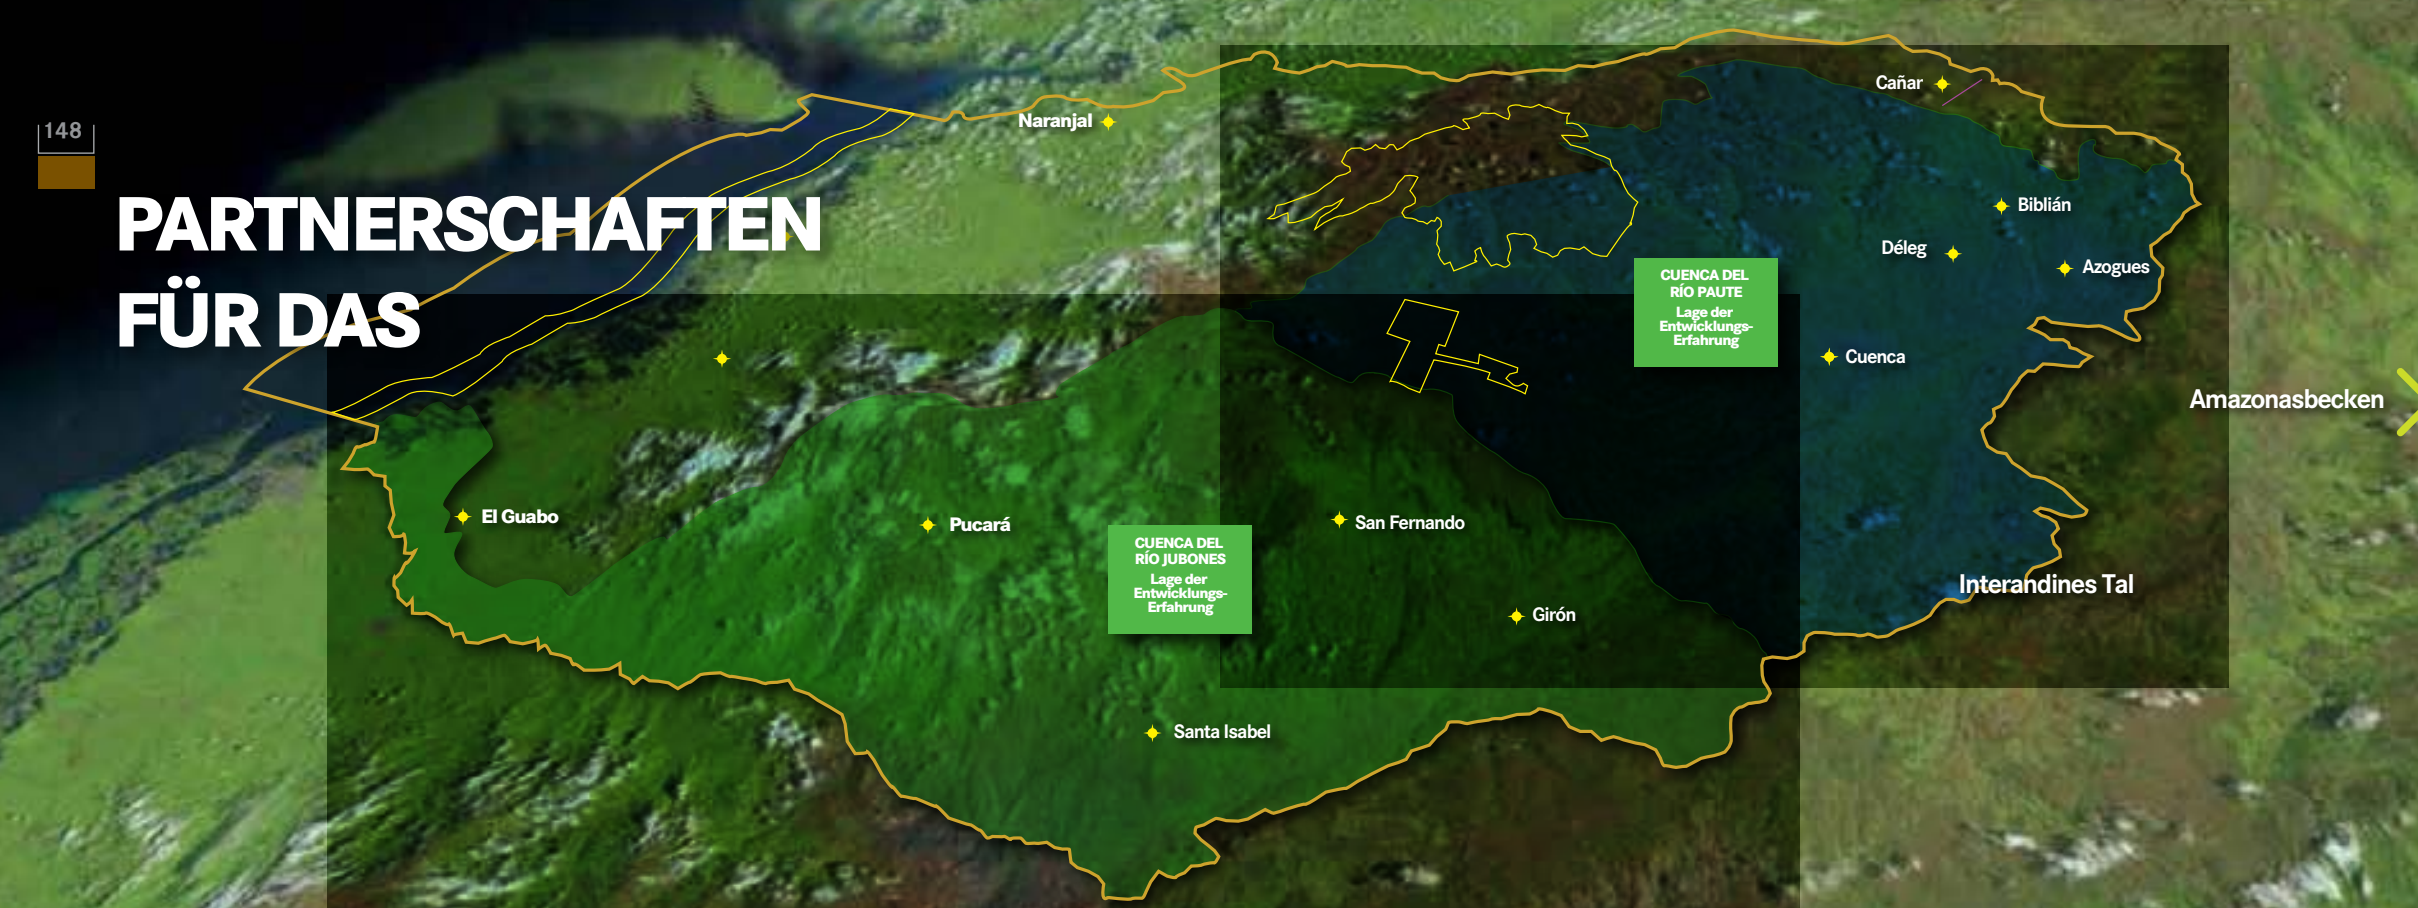 148
PARTNERSCHAFTEN
FÜR DAS
Naranjal
Cañar
Biblián
Déleg
Azogues
CUENCA DEL
RÍO PAUTE
Lage der
Entwicklungs-
Erfahrung
Cuenca
Amazonasbecken
El Guabo
Pucará
San Fernando
CUENCA DEL
RÍO JUBONES
Lage der
Entwicklungs-
Erfahrung
Interandines Tal
Girón
Santa Isabel